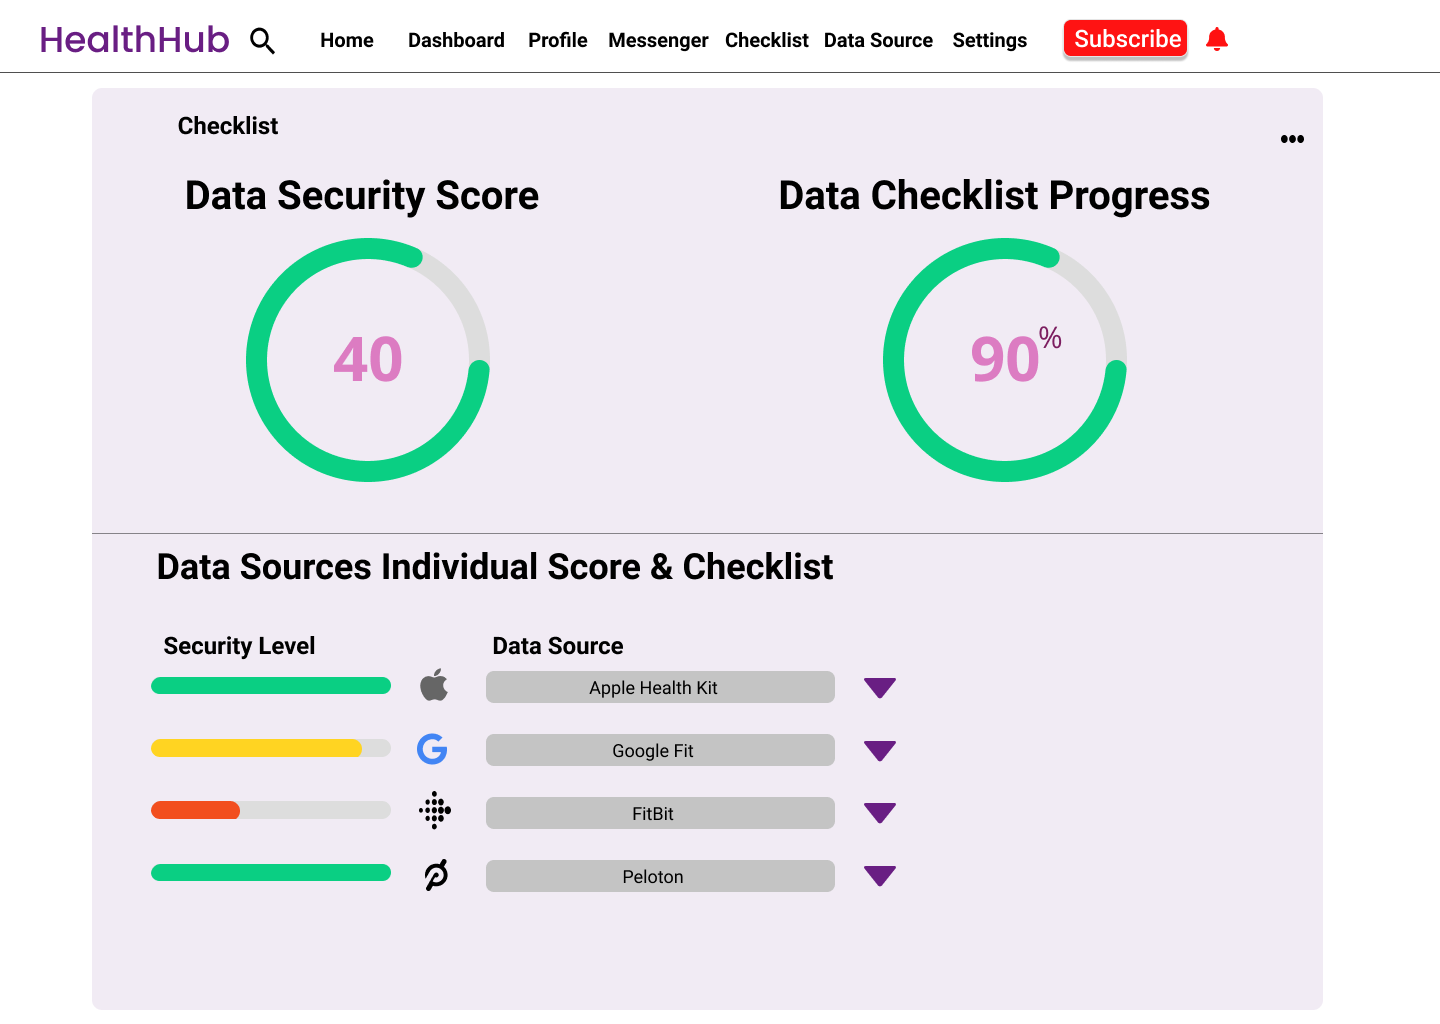 HealthHub Home Dashboard Profile Messenger Checklist Data Source Settings Subscribe
Checklist
Data Security Score Data Checklist Progress
40 90%
Data Sources Individual Score & Checklist
Security Level Data Source
Apple Health Kit
Google Fit
FitBit
Peloton